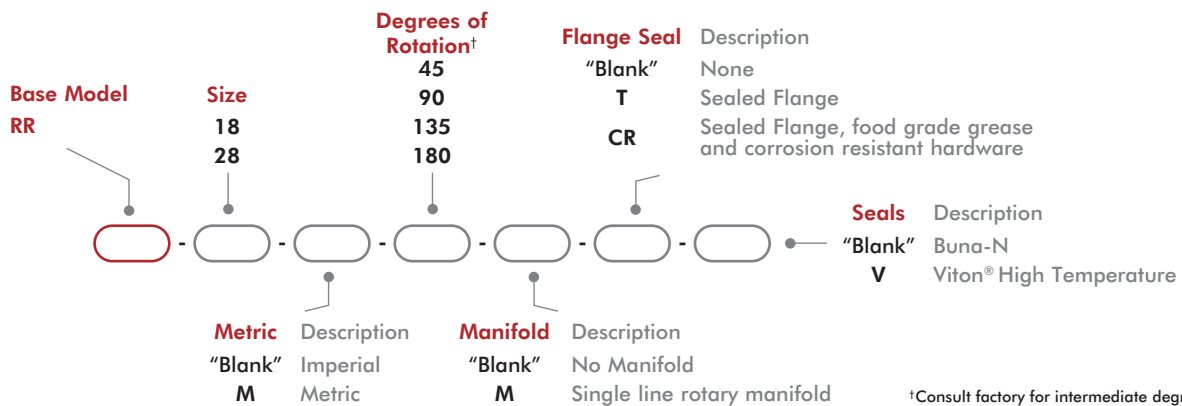 Degrees of
Rotation†
45
90
135
180
Flange Seal Description
"Blank" None
T Sealed Flange
CR Sealed Flange, food grade grease
and corrosion resistant hardware
Base Model
RR
Size
18
28
- - - - - -
Seals Description
"Blank" Buna-N
V Viton® High Temperature
Metric Description
"Blank" Imperial
M Metric
Manifold Description
"Blank" No Manifold
M Single line rotary manifold
†Consult factory for intermediate